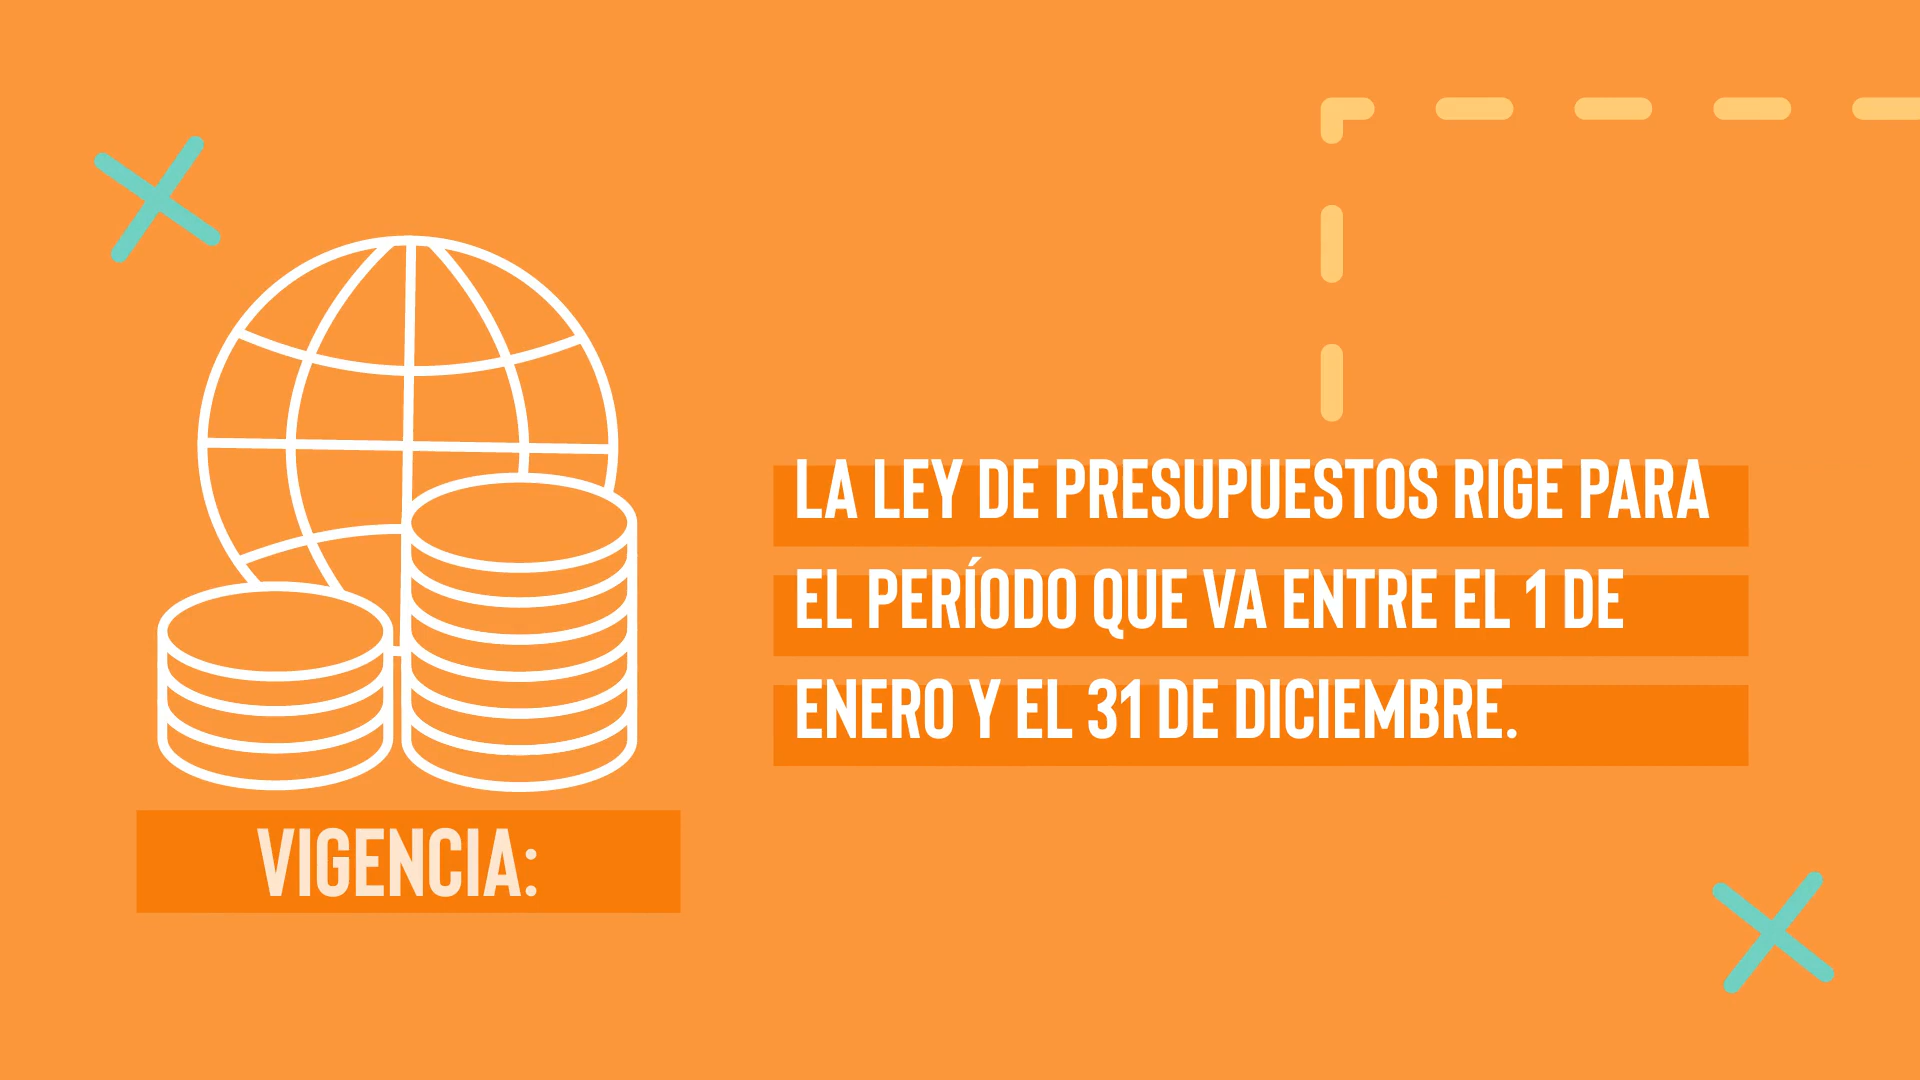 VIGENCIA:
LA LEY DE PRESUPUESTOS RIGE PARA
EL PERÍODO QUE VA ENTRE EL 1 DE
ENERO Y EL 31 DE DICIEMBRE.